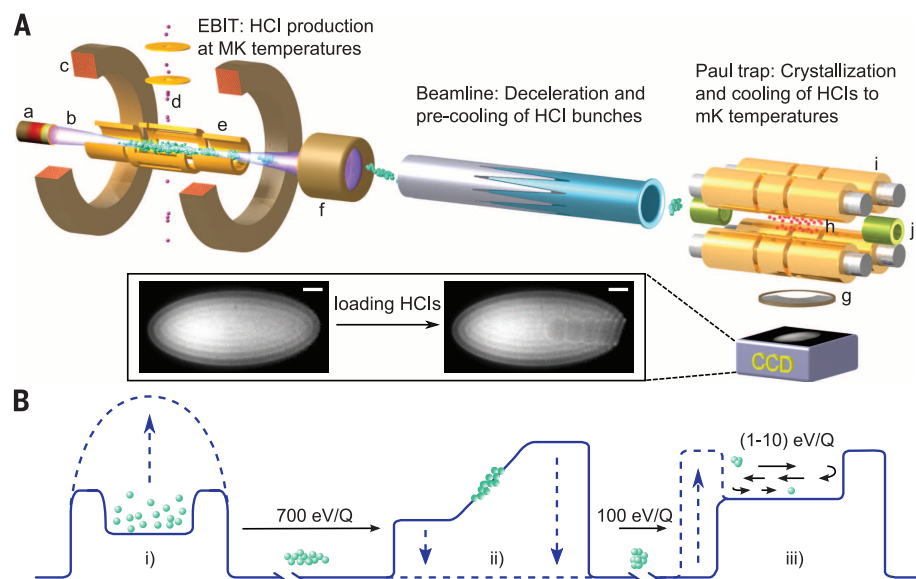 A
EBIT: HCI production
at MK temperatures
a
b
c
d
e
f
Beamline: Deceleration and
pre-cooling of HCI bunches
Paul trap: Crystallization
and cooling of HCIs to
mK temperatures
i
h
j
g
loading HCIs
CCD
B
700 eV/Q
100 eV/Q
(1-10) eV/Q
i)
ii)
iii)